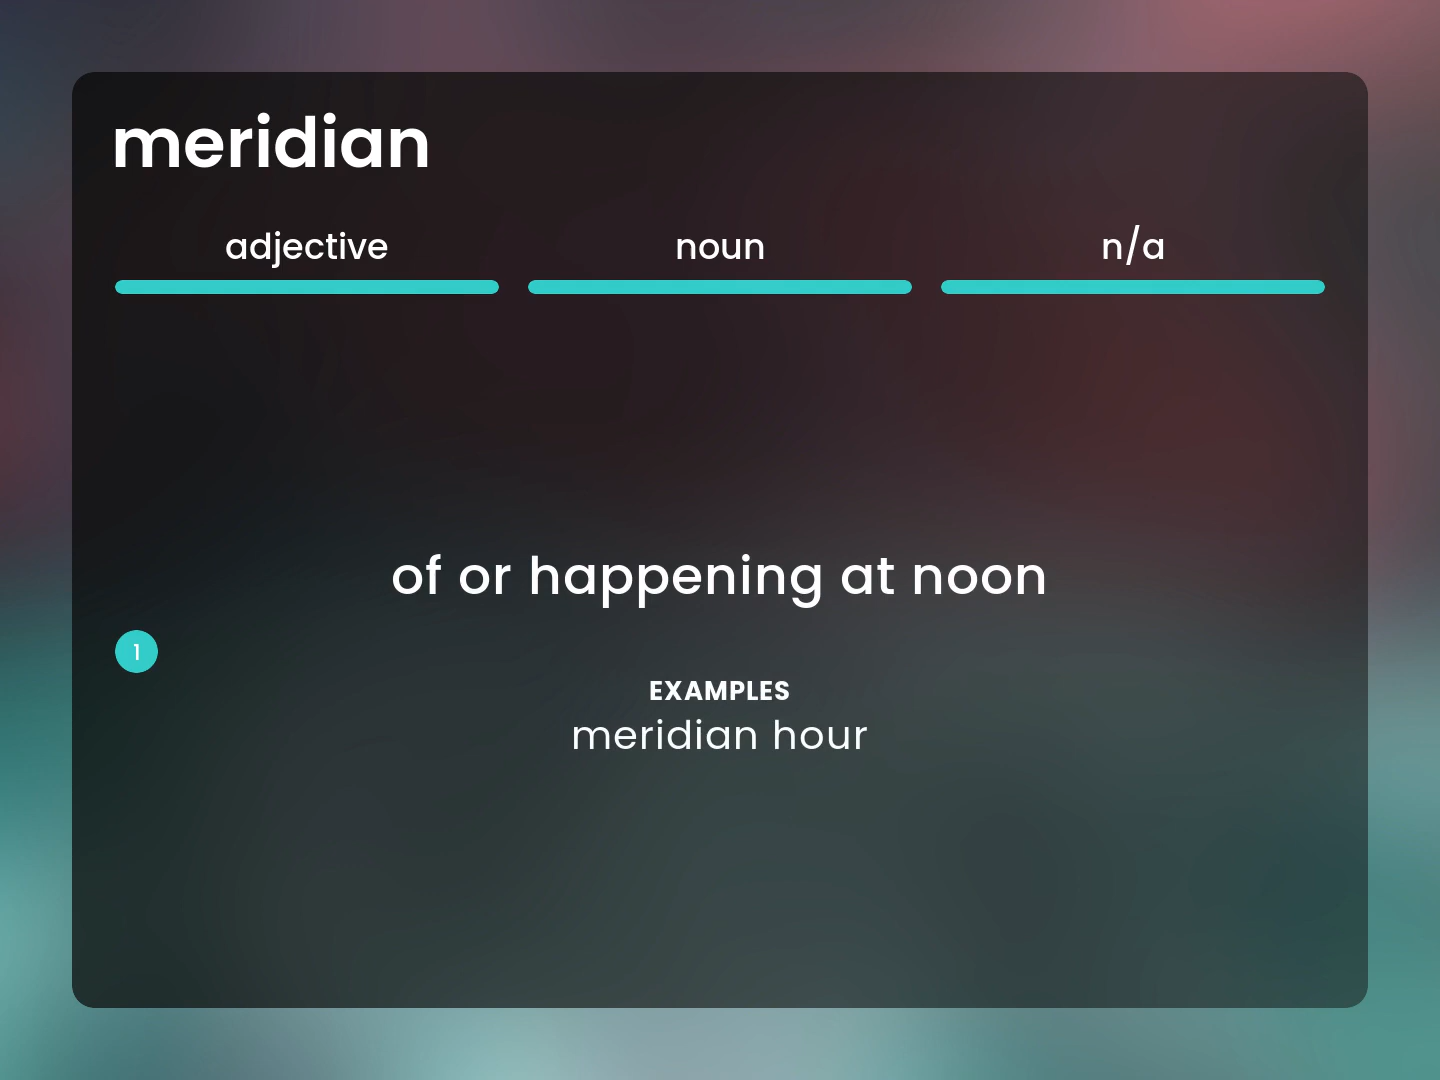 meridian
adjective
noun
n/a
of or happening at noon
1
EXAMPLES
meridian hour